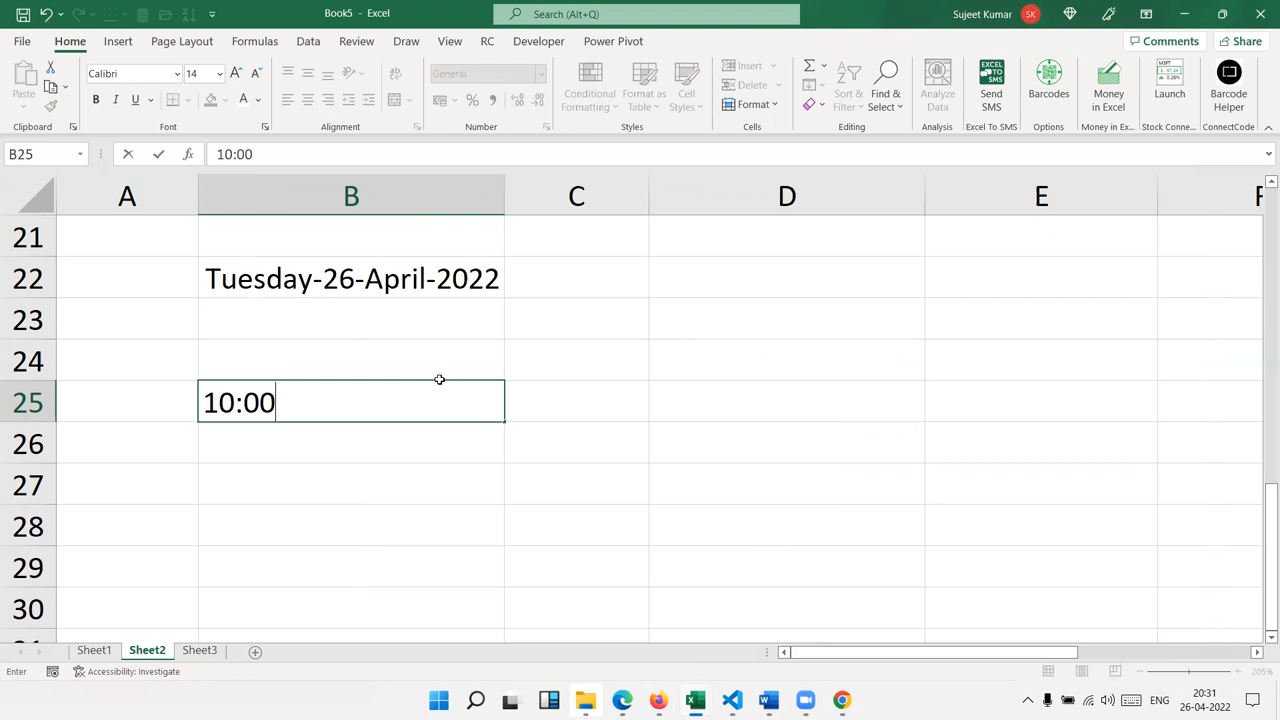 Book5 - Excel
Search (Alt+Q)
Sujeet Kumar
SK
File
Home
Insert
Page Layout
Formulas
Data
Review
Draw
View
RC
Developer
Power Pivot
Comments
Share
Paste
Calibri
14
General
Conditional Formatting
Format as Table
Cell Styles
Insert
Delete
Format
Sort & Filter
Find & Select
Analyze Data
EXCEL TO SMS
Send SMS
Barcodes
Money in Excel
Launch
Barcode Helper
Clipboard
Font
Alignment
Number
Styles
Cells
Editing
Analysis
Excel To SMS
Options
Money in Ex...
Stock Conne...
ConnectCode
B25
fx
10:00
A
B
C
D
E
21
22
Tuesday-26-April-2022
23
24
25
10:00
26
27
28
29
30
Sheet1
Sheet2
Sheet3
Enter
Accessibility: Investigate
205%
ENG
20:31
26-04-2022